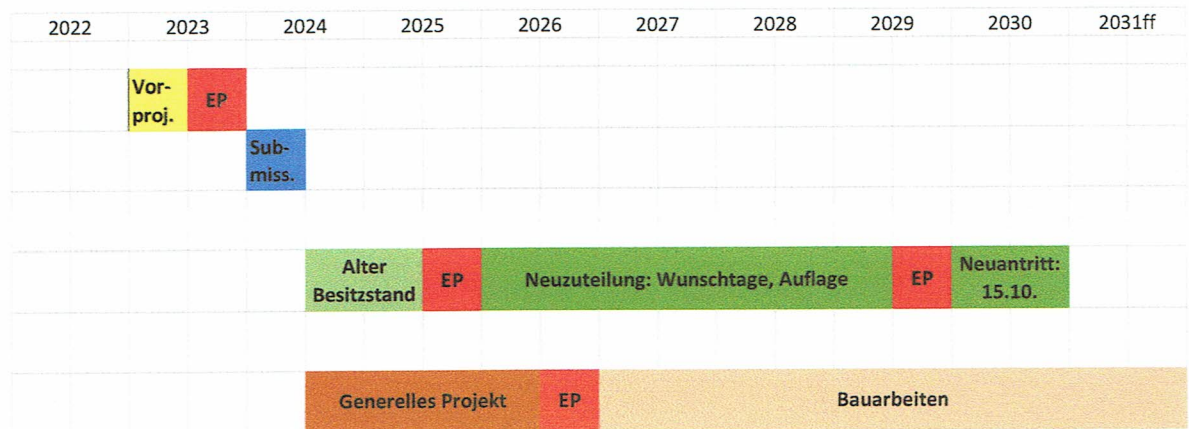 2022 2023 2024 2025 2026 2027 2028 2029 2030 2031ff
Vor-
proj.
EP
Sub-
miss.
Alter
Besitzstand
EP
Neuzuteilung: Wunschtage, Auflage
EP
Neuantritt:
15.10.
Generelles Projekt
EP
Bauarbeiten